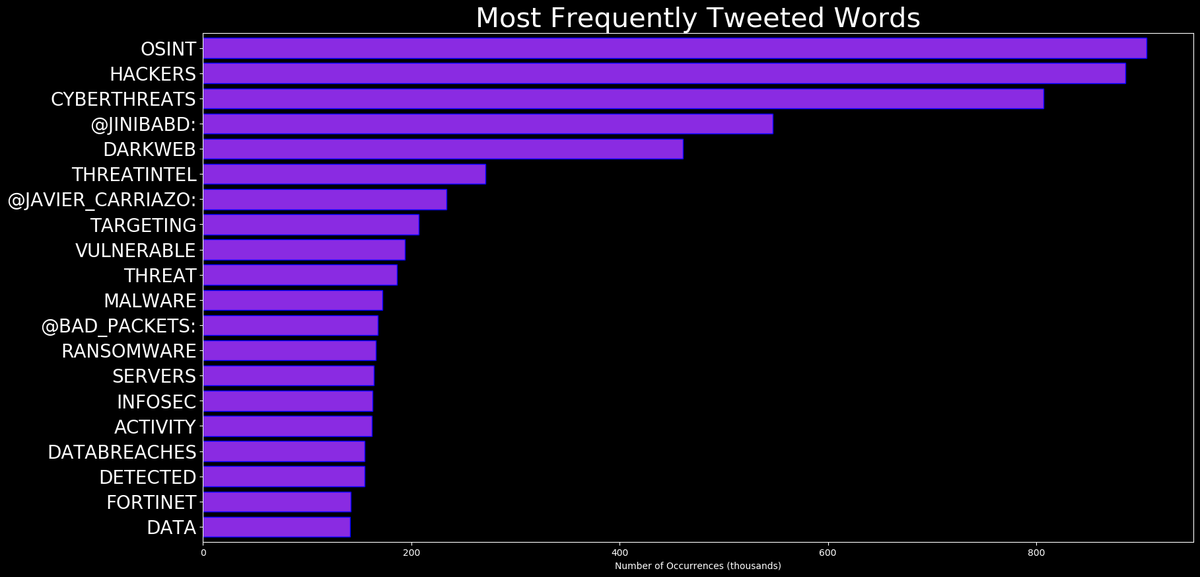 Most Frequently Tweeted Words
OSINT
HACKERS
CYBERTHREATS
@JINIBABD:
DARKWEB
THREATINTEL
@JAVIER_CARRIAZO:
TARGETING
VULNERABLE
THREAT
MALWARE
@BAD_PACKETS:
RANSOMWARE
SERVERS
INFOSEC
ACTIVITY
DATABREACHES
DETECTED
FORTINET
DATA
0 200 400 600 800
Number of Occurrences (thousands)